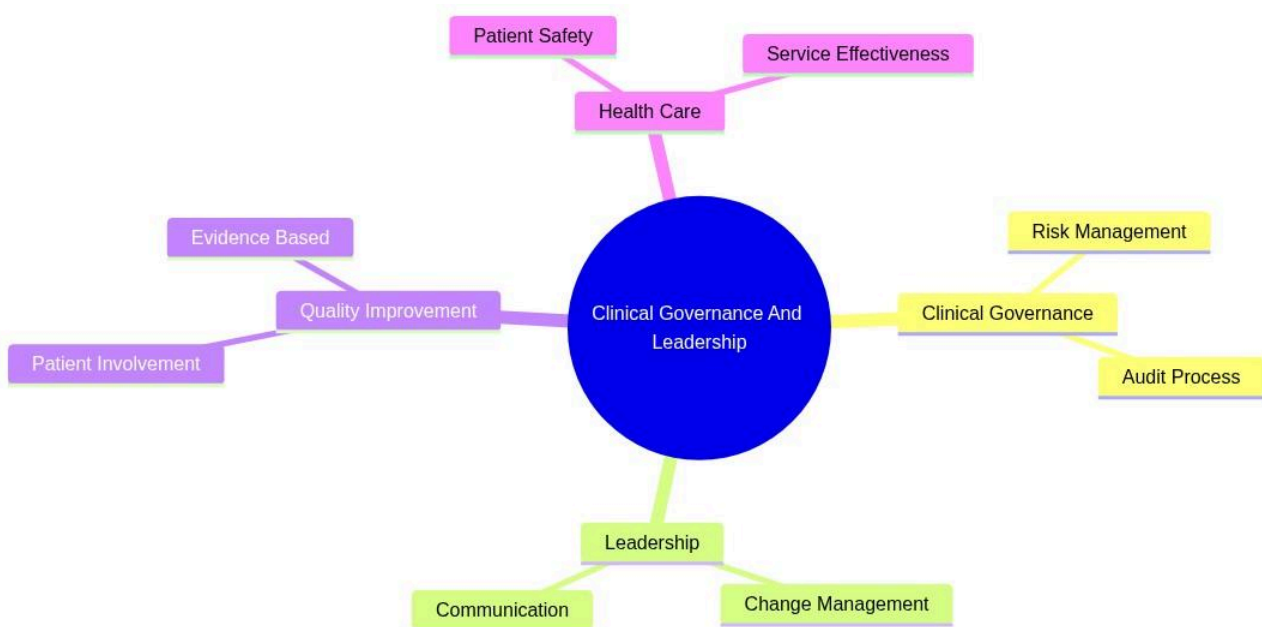 Patient Safety
Service Effectiveness
Health Care
Evidence Based
Risk Management
Quality Improvement
Clinical Governance And
Leadership
Clinical Governance
Patient Involvement
Audit Process
Leadership
Communication
Change Management